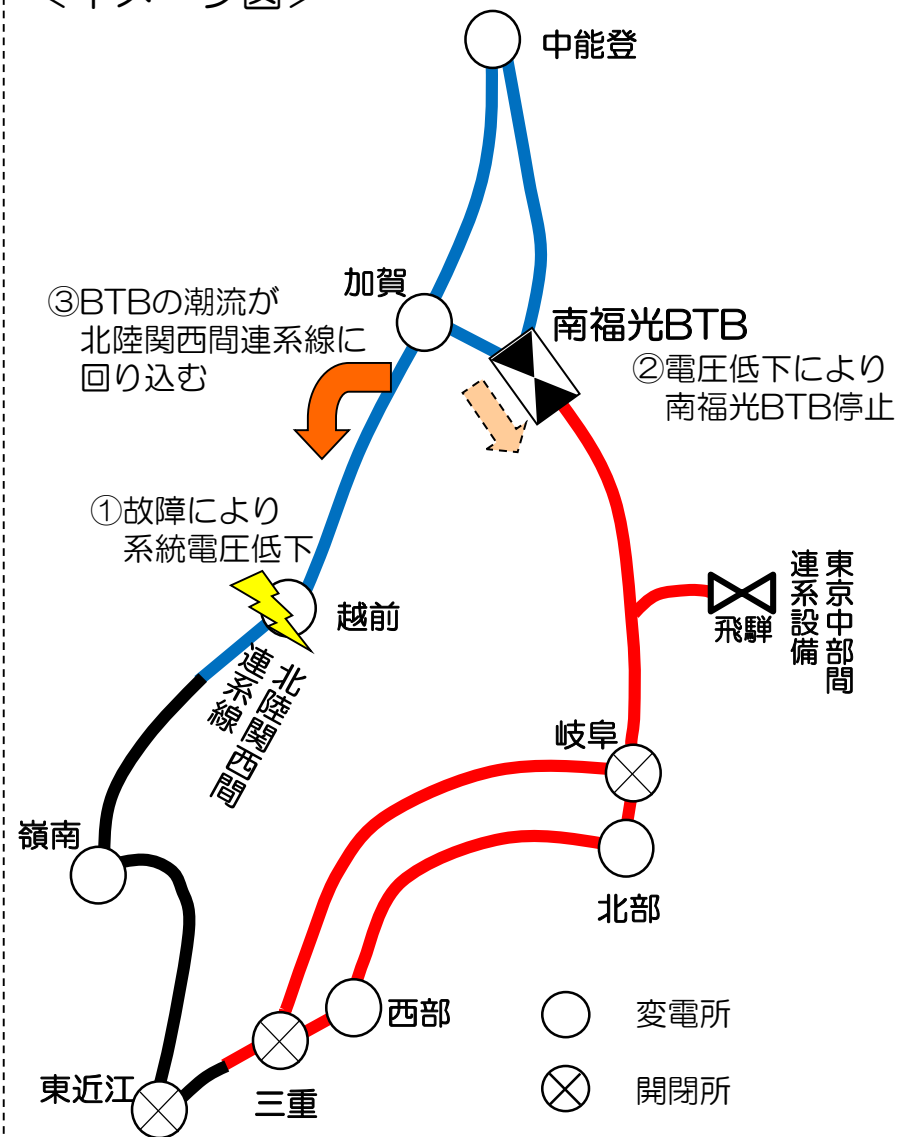 <イメージ図>
中能登
加賀
③BTBの潮流が
北陸関西間連系線に
回り込む
南福光BTB
②電圧低下により
南福光BTB停止
①故障により
系統電圧低下
越前
北陸関西間
連系線
飛騨
東京中部間
連系設備
岐阜
嶺南
北部
西部
変電所
東近江
三重
開閉所